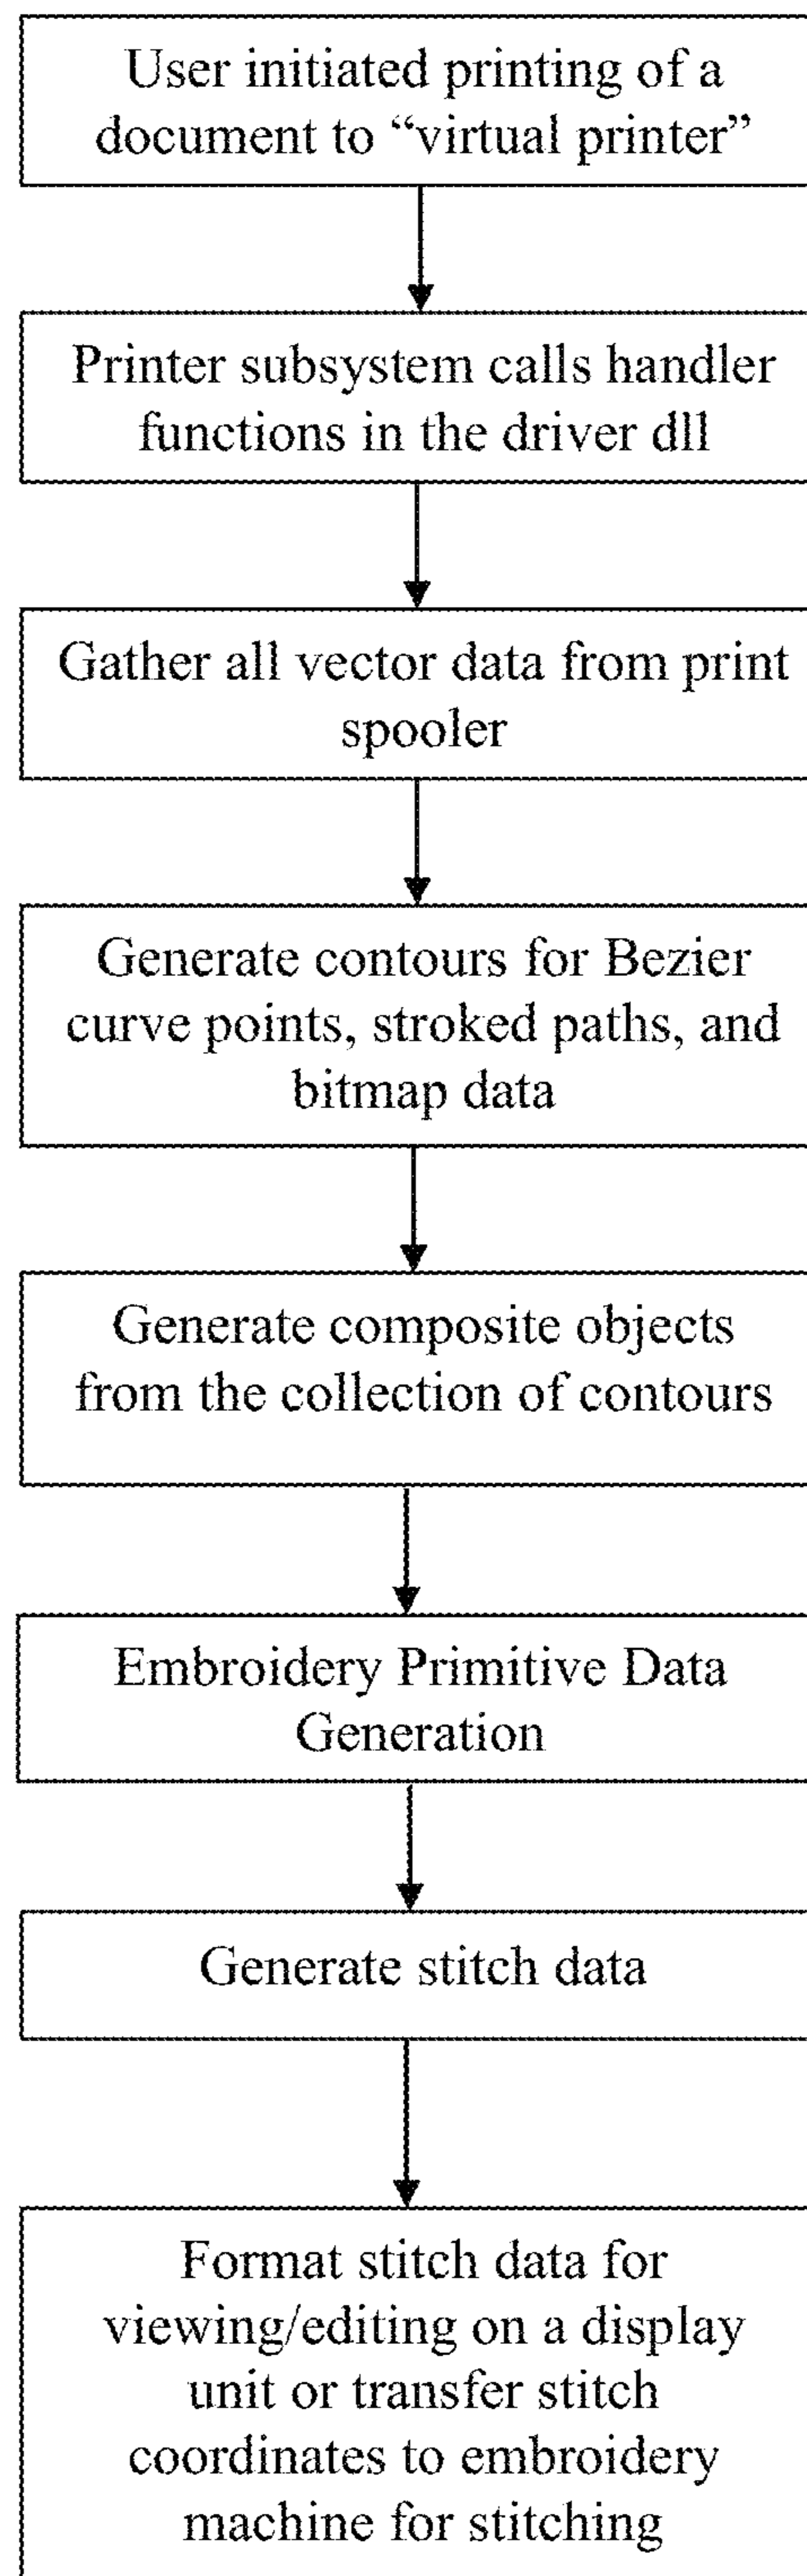 User initiated printing of a
document to “virtual printer”
Printer subsystem calls handler
functions in the driver dll
Gather all vector data from print
spooler
Generate contours for Bezier
curve points, stroked paths, and
bitmap data
Generate composite objects
from the collection of contours
Embroidery Primitive Data
Generation
Generate stitch data
Format stitch data for
viewing/editing on a display
unit or transfer stitch
coordinates to embroidery
machine for stitching